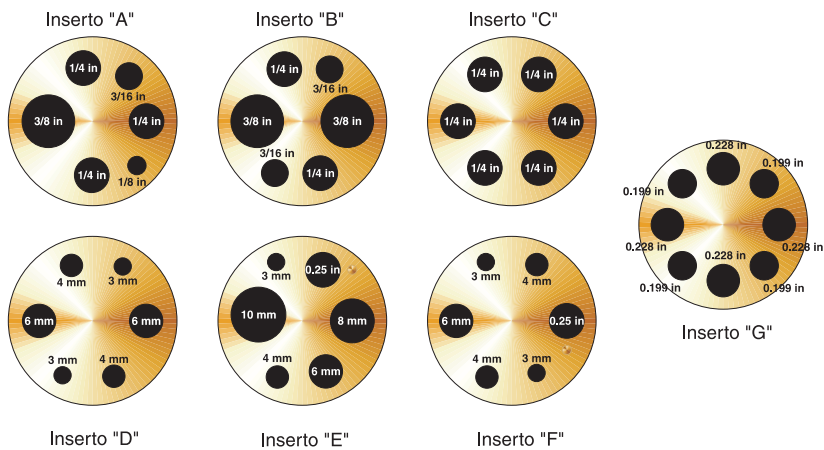 Inserto "A"
1/4 in
3/16 in
3/8 in
1/4 in
1/4 in
1/8 in
Inserto "B"
1/4 in
3/16 in
3/8 in
3/8 in
3/16 in
1/4 in
Inserto "C"
1/4 in
1/4 in
1/4 in
1/4 in
1/4 in
1/4 in
0.228 in
0.199 in
0.199 in
0.228 in
0.228 in
0.228 in
0.199 in
0.199 in
Inserto "G"
4 mm
3 mm
6 mm
6 mm
3 mm
4 mm
Inserto "D"
3 mm
0.25 in
10 mm
8 mm
4 mm
6 mm
Inserto "E"
3 mm
4 mm
6 mm
0.25 in
4 mm
3 mm
Inserto "F"